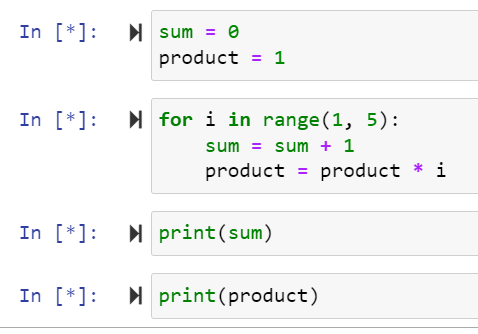 In [*]: sum = 0
product = 1
In [*]: for i in range(1, 5):
    sum = sum + 1
    product = product * i
In [*]: print(sum)
In [*]: print(product)